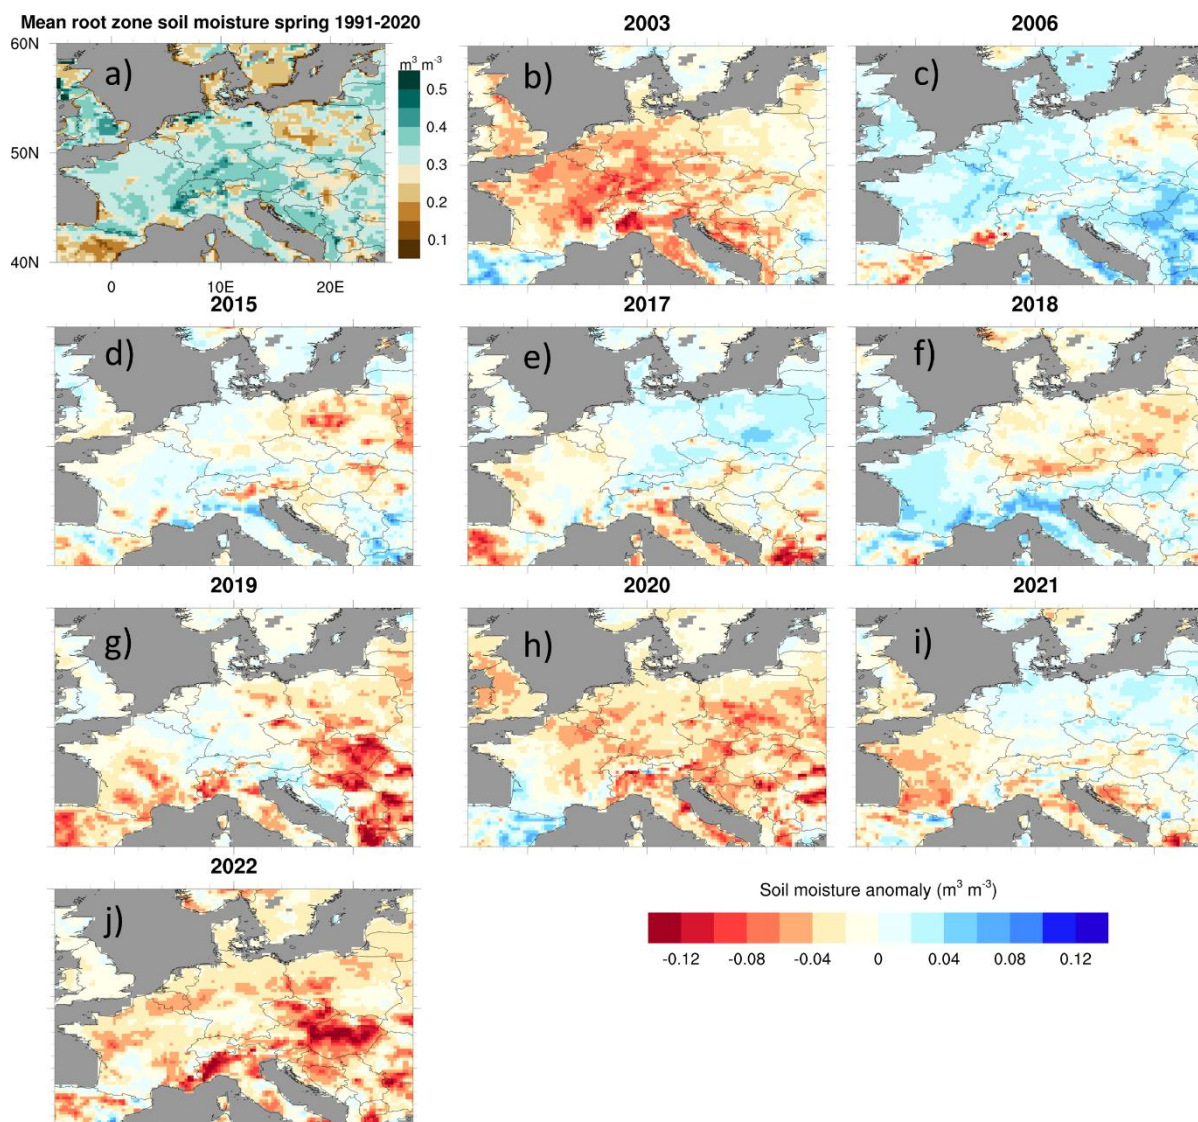 Mean root zone soil moisture spring 1991-2020
2003
2006
60N
50N
40N
0
10E
20E
a)
m³ m⁻³
0.5
0.4
0.3
0.2
0.1
b)
c)
2015
2017
2018
d)
e)
f)
2019
2020
2021
g)
h)
i)
2022
j)
Soil moisture anomaly (m³ m⁻³)
-0.12 -0.08 -0.04 0 0.04 0.08 0.12